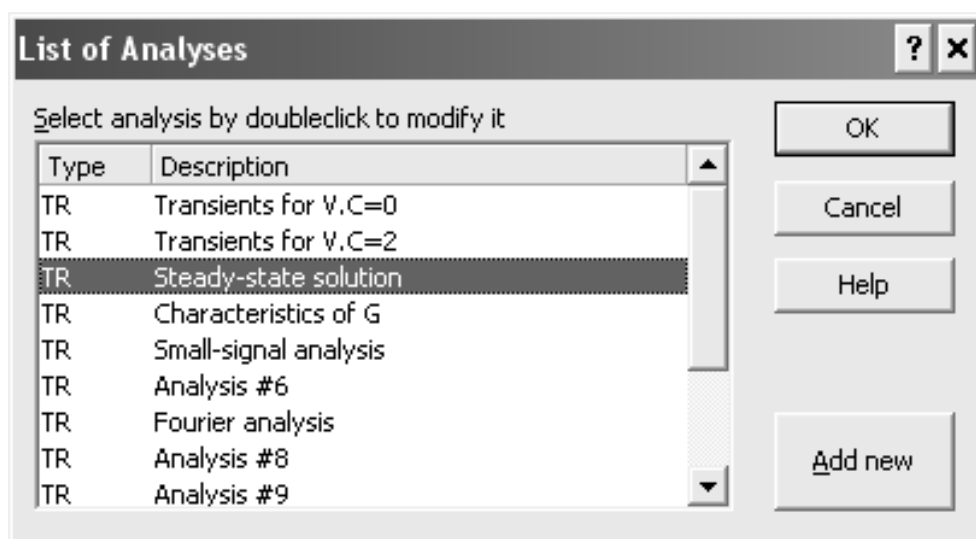 List of Analyses
? ×
Select analysis by doubleclick to modify it
Type Description
TR Transients for V.C=0
TR Transients for V.C=2
TR Steady-state solution
TR Characteristics of G
TR Small-signal analysis
TR Analysis #6
TR Fourier analysis
TR Analysis #8
TR Analysis #9
OK
Cancel
Help
Add new